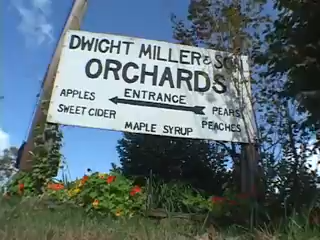 DWIGHT MILLER & SON
ORCHARDS
APPLES ENTRANCE PEARS
SWEET CIDER PEACHES
MAPLE SYRUP